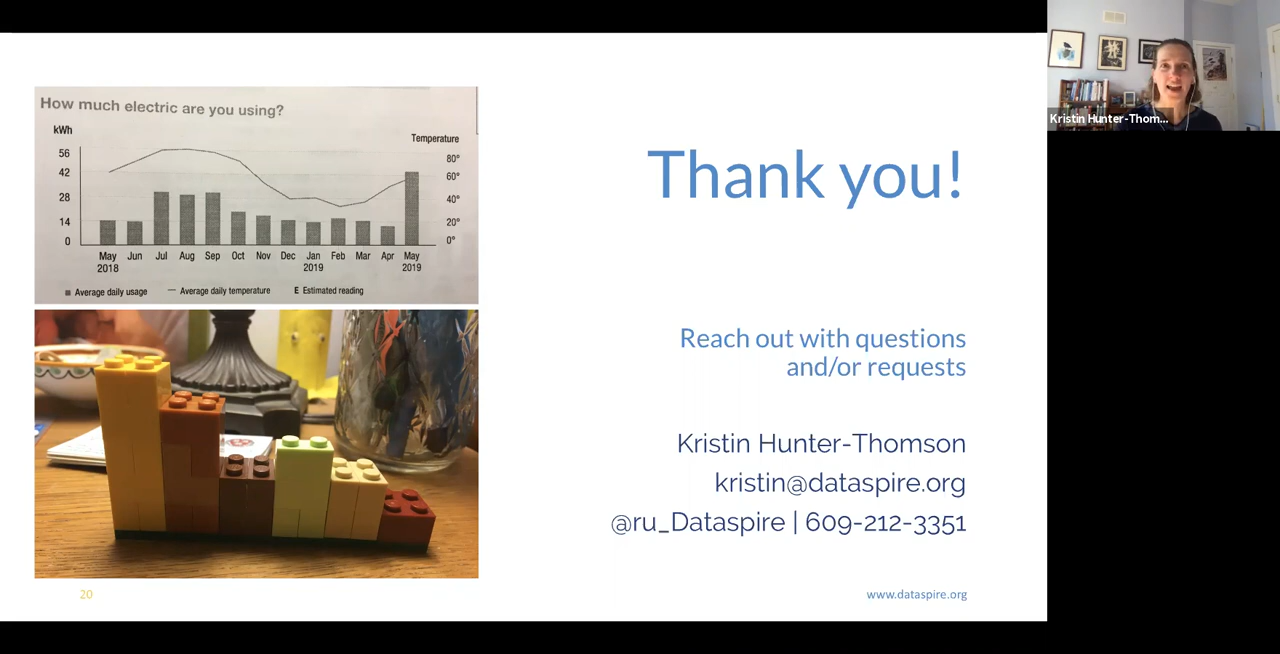 How much electric are you using?
kWh
Temperature
56
42
28
14
0
80°
60°
40°
20°
0°
May Jun Jul Aug Sep Oct Nov Dec Jan Feb Mar Apr May
2018 2019 2019
Average daily usage Average daily temperature E Estimated reading
Thank you!
Reach out with questions
and/or requests
Kristin Hunter-Thomson
kristin@dataspire.org
@ru_Dataspire | 609-212-3351
20
www.dataspire.org
Kristin Hunter-Thom...